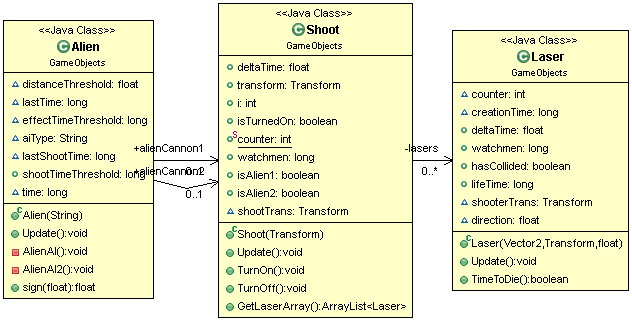 <<Java Class>>
Alien
GameObjects
distanceThreshold: float
lastTime: long
effectTimeThreshold: long
aiType: String
lastShootTime: long
shootTimeThreshold: long
time: long
Alien(String)
Update():void
AlienAI():void
AlienAI2():void
sign(float):float
+alienCannon1
0..1
+alienCannon2
0..1
<<Java Class>>
Shoot
GameObjects
deltaTime: float
transform: Transform
i: int
isTurnedOn: boolean
counter: int
watchmen: long
isAlien1: boolean
isAlien2: boolean
shootTrans: Transform
Shoot(Transform)
Update():void
TurnOn():void
TurnOff():void
GetLaserArray():ArrayList<Laser>
-lasers
0..*
<<Java Class>>
Laser
GameObjects
counter: int
creationTime: long
deltaTime: float
watchmen: long
hasCollided: boolean
lifeTime: long
shooterTrans: Transform
direction: float
Laser(Vector2,Transform,float)
Update():void
TimeToDie():boolean